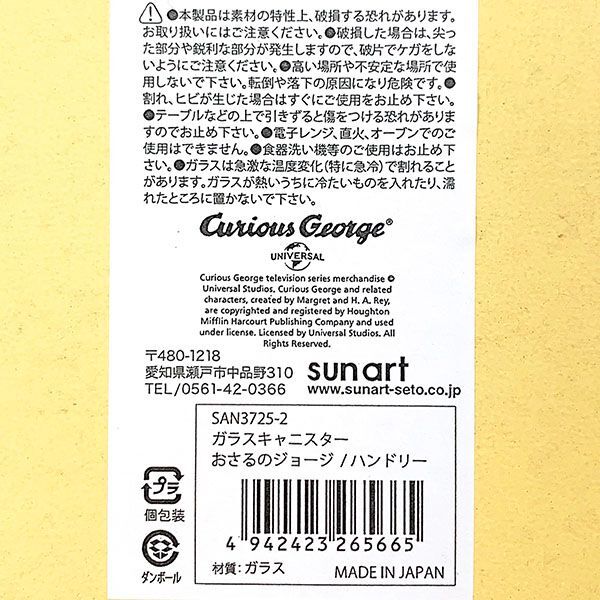 ●本製品は素材の特性上、破損する恐れがあります。
お取り扱いにはご注意ください。●破損した場合は、尖っ
た部分や鋭利な部分が発生しますので、破片でケガをしな
いようにご注意ください。●高い場所や不安定な場所で使
用しないで下さい。転倒や落下の原因になり危険です。●
割れ、ヒビが生じた場合はすぐにご使用をお止め下さい。
●テーブルなどの上で引きずると傷をつける恐れがあり
ますのでお止め下さい。●電子レンジ、直火、オーブンでのご
使用はできません。●食器洗い機等のご使用はお止め下さ
い。●ガラスは急激な温度変化(特に急冷)で割れること
があります。ガラスが熱いうちに冷たいものを入れたり、濡
れたところに置かないで下さい。
Curious George®
UNIVERSAL
Curious George television series merchandise ©
Universal Studios. Curious George and related
characters, created by Margret and H. A. Rey,
are copyrighted and registered by Houghton
Mifflin Harcourt Publishing Company and used
under license. Licensed by Universal Studios. All
Rights Reserved.
〒480-1218
愛知県瀬戸市中品野310
TEL/0561-42-0366
sunart
www.sunart-seto.co.jp
SAN3725-2
ガラスキャニスター
おさるのジョージ / ハンドリー
4 942423 265665
材質：ガラス MADE IN JAPAN
プラ
個包装
ダンボール